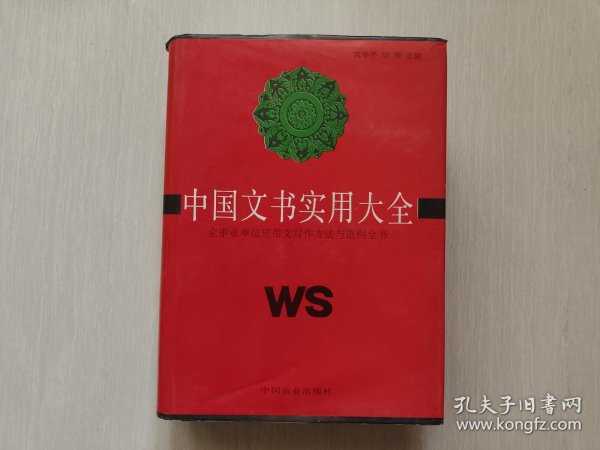 主编
中国文书实用大全
企事业单位应用文写作方法与范例全书
WS
中国商业出版社
孔夫子旧书网
www.kongfz.com